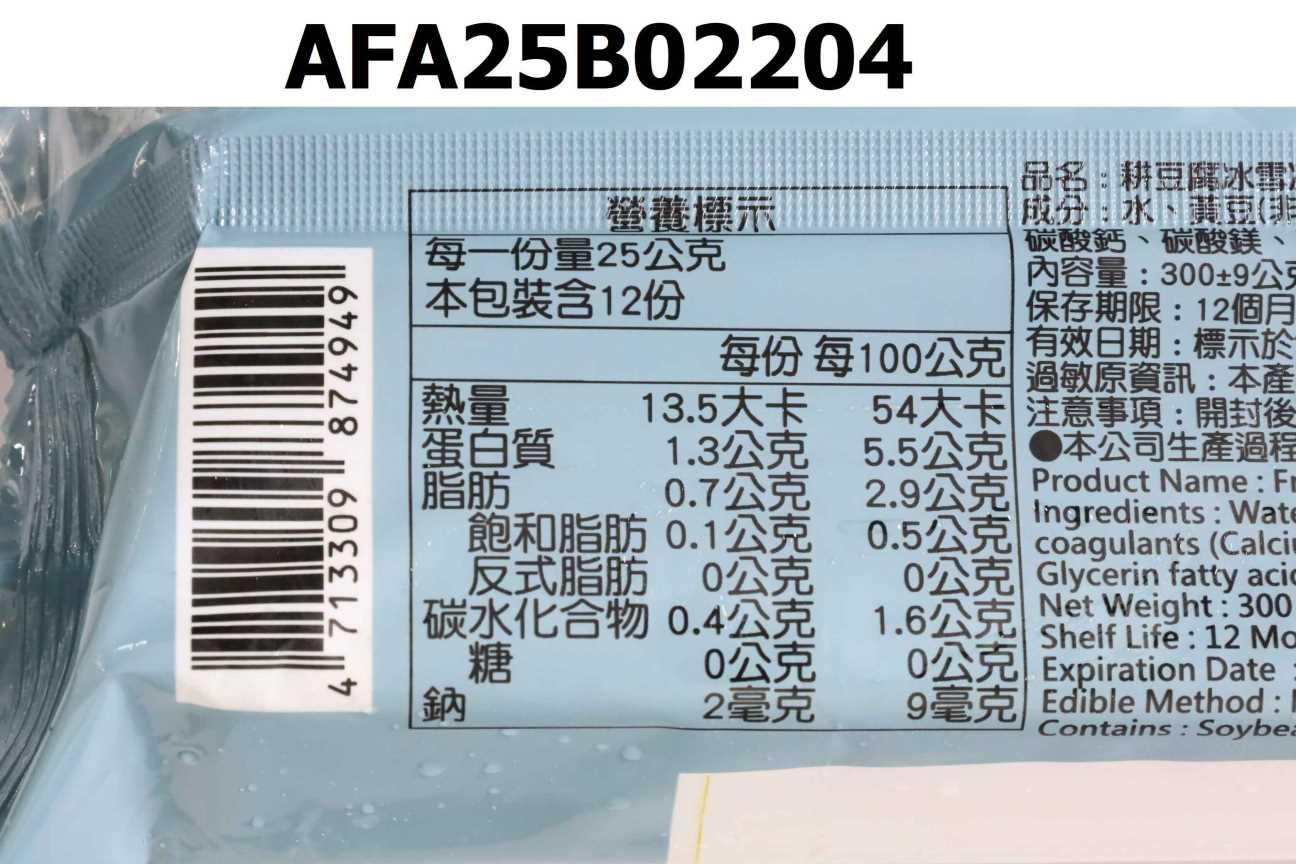 AFA25B02204
營養標示
每一份量25公克
本包裝含12份
每份 每100公克
熱量 13.5大卡 54大卡
蛋白質 1.3公克 5.5公克
脂肪 0.7公克 2.9公克
飽和脂肪 0.1公克 0.5公克
反式脂肪 0公克 0公克
碳水化合物 0.4公克 1.6公克
糖 0公克 0公克
鈉 2毫克 9毫克
4 713309 874949
品名：耕豆腐冰雪
成分：水、黃豆(非
碳酸鈣、碳酸鎂、
內容量：300±9公克
保存期限：12個月
有效日期：標示於
過敏原資訊：本產
注意事項：開封後
●本公司生產過程
Product Name : Fr
Ingredients : Wate
coagulants (Calciu
Glycerin fatty acid
Net Weight : 300
Shelf Life : 12 Mo
Expiration Date :
Edible Method :
Contains : Soybea